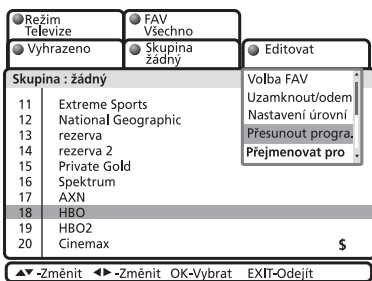 Režim
Televize
FAV
Všechno
Vyhrazeno
Skupina
žádný
Editovat
Skupina : žádný
Volba FAV
Uzamknout/odem
Nastavení úrovní
Přesunout progra.
Přejmenovat pro
11 Extreme Sports
12 National Geographic
13 rezerva
14 rezerva 2
15 Private Gold
16 Spektrum
17 AXN
18 HBO
19 HBO2
20 Cinemax $
▲▼ -Změnit ◀▶ -Změnit OK-Vybrat EXIT-Odejít